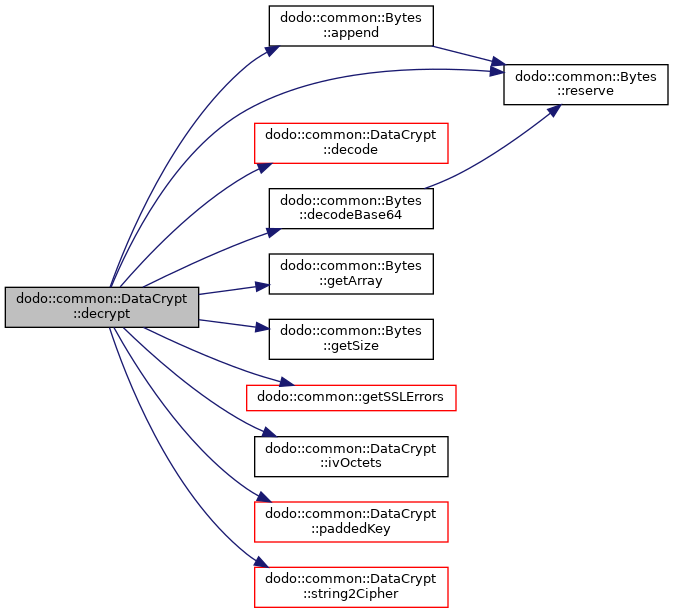 dodo::common::Bytes
::append
dodo::common::Bytes
::reserve
dodo::common::DataCrypt
::decode
dodo::common::Bytes
::decodeBase64
dodo::common::Bytes
::getArray
dodo::common::DataCrypt
::decrypt
dodo::common::Bytes
::getSize
dodo::common::getSSLErrors
dodo::common::DataCrypt
::ivOctets
dodo::common::DataCrypt
::paddedKey
dodo::common::DataCrypt
::string2Cipher